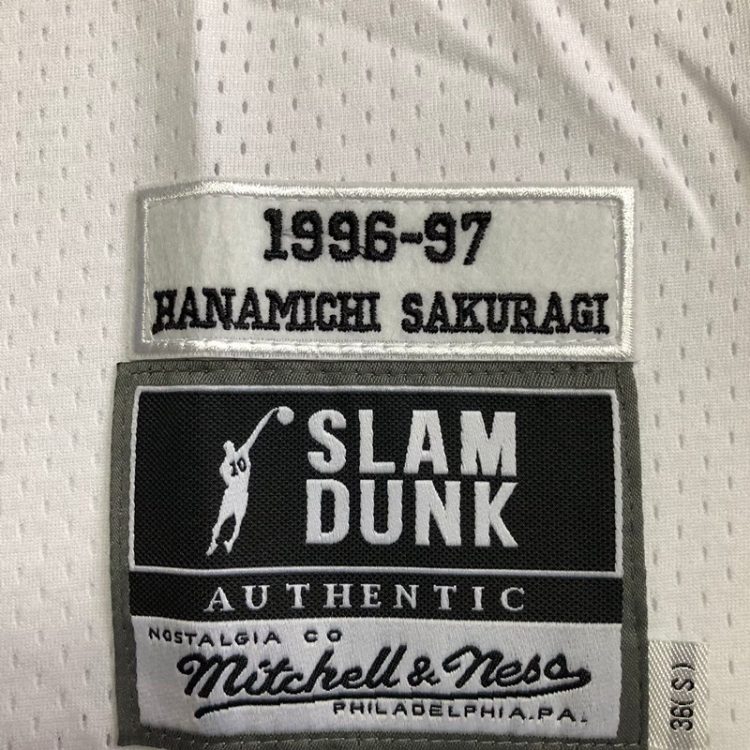 1996-97
HANAMICHI SAKURAGI
10
SLAM
DUNK
AUTHENTIC
NOSTALGIA CO
Mitchell & Ness
PHILADELPHIA, PA.
36(S)